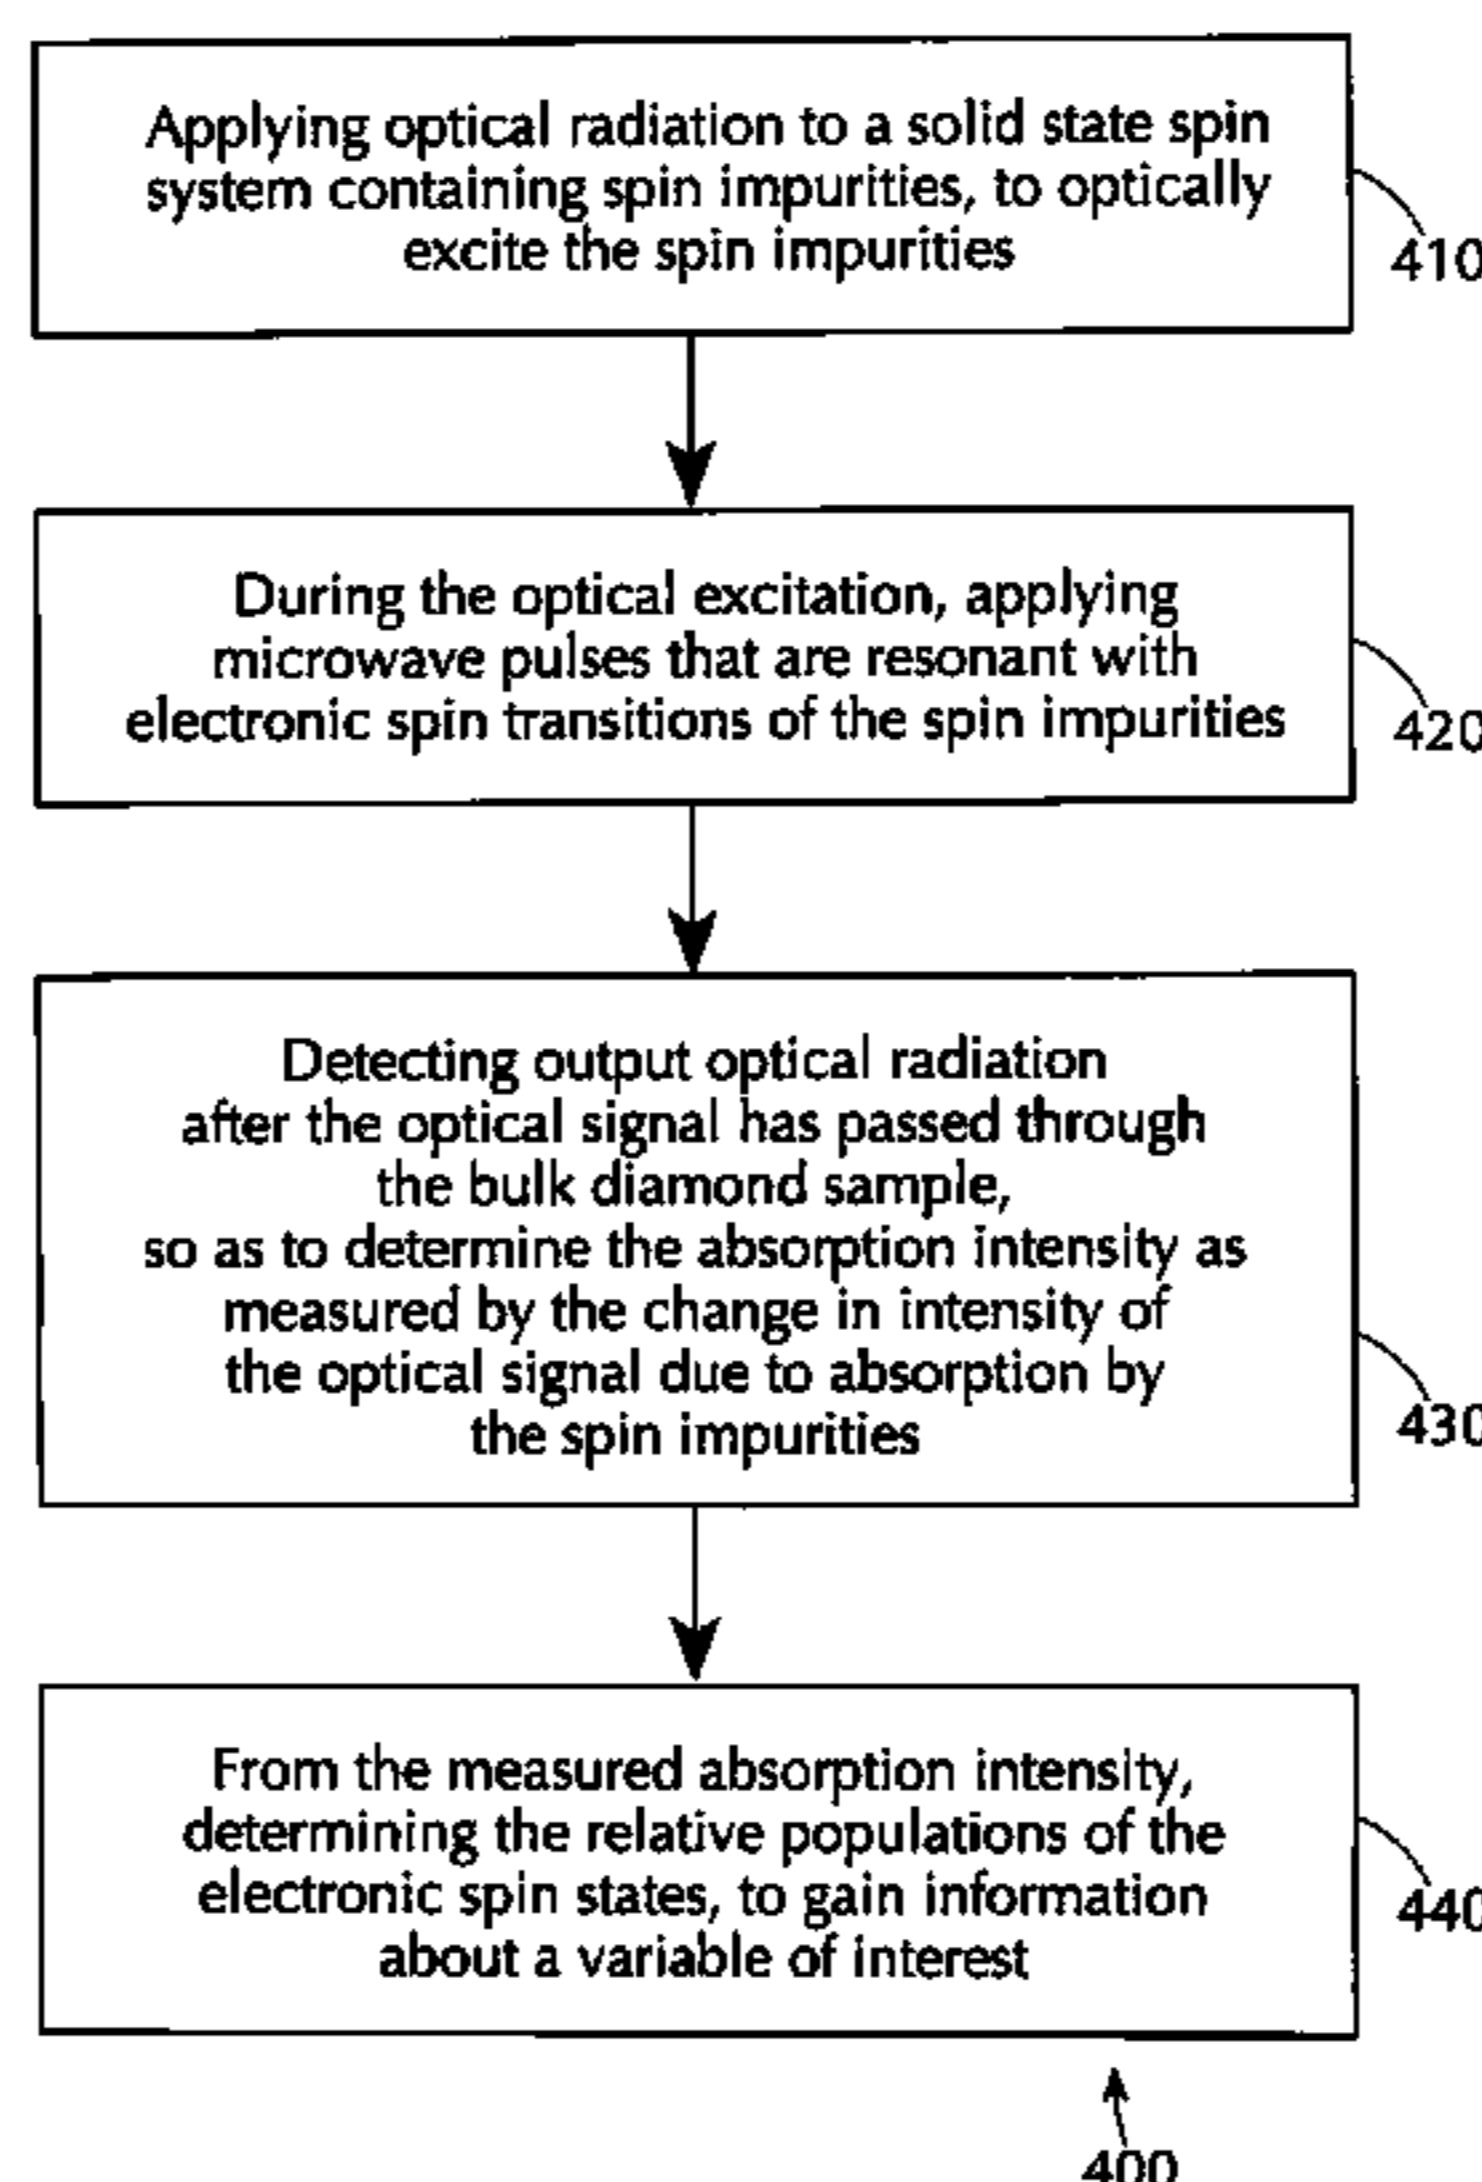 Applying optical radiation to a solid state spin
system containing spin impurities, to optically
excite the spin impurities
410
During the optical excitation, applying
microwave pulses that are resonant with
electronic spin transitions of the spin impurities
420
Detecting output optical radiation
after the optical signal has passed through
the bulk diamond sample,
so as to determine the absorption intensity as
measured by the change in intensity of
the optical signal due to absorption by
the spin impurities
430
From the measured absorption intensity,
determining the relative populations of the
electronic spin states, to gain information
about a variable of interest
440
400